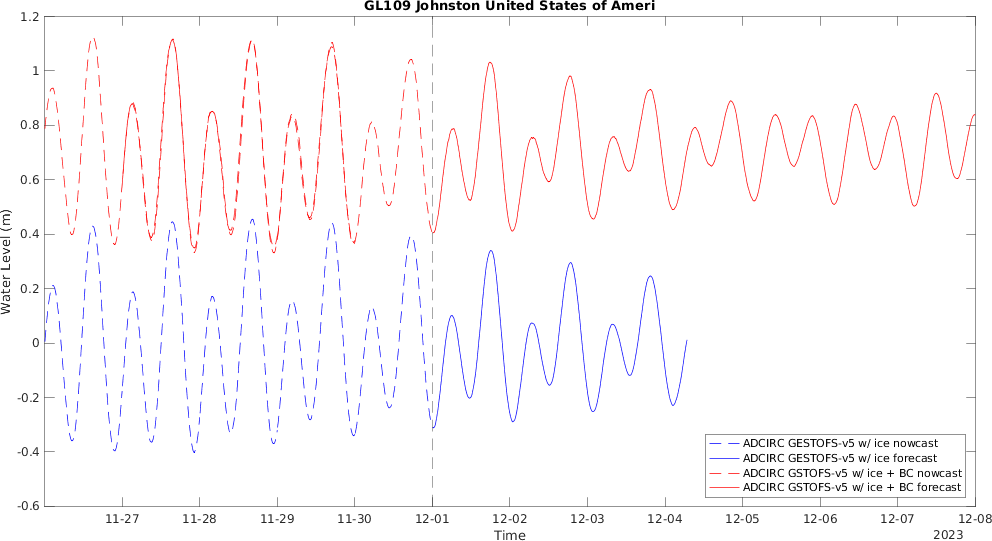 GL109 Johnston United States of Ameri
1.2
1
0.8
0.6
0.4
0.2
0
-0.2
-0.4
-0.6
Water Level (m)
ADCIRC GESTOFS-v5 w/ ice nowcast
ADCIRC GESTOFS-v5 w/ ice forecast
ADCIRC GSTOFS-v5 w/ ice + BC nowcast
ADCIRC GSTOFS-v5 w/ ice + BC forecast
11-27 11-28 11-29 11-30 12-01 12-02 12-03 12-04 12-05 12-06 12-07 12-08
Time
2023